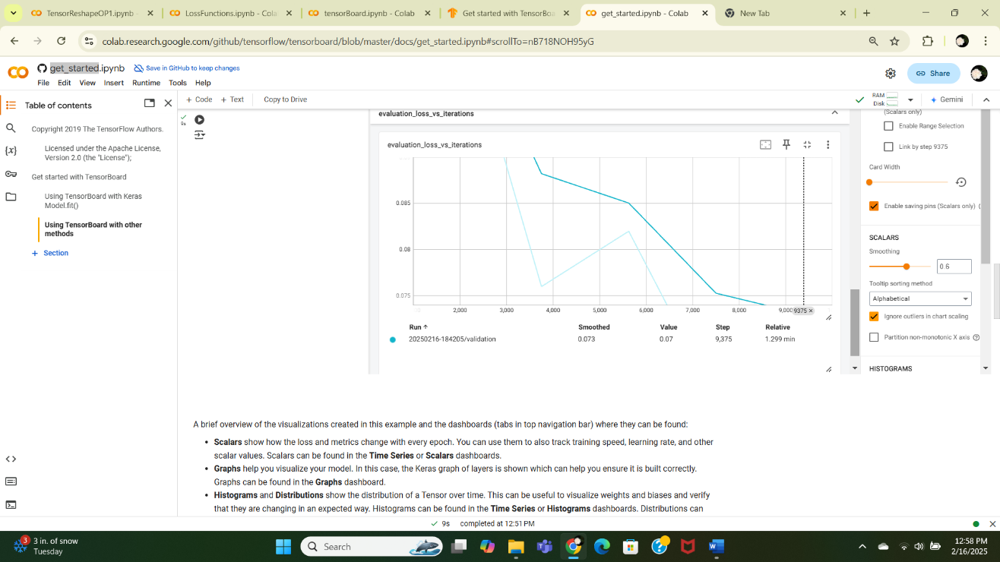 TensorReshapeOP1.ipynb -
LossFunctions.ipynb - Cola
tensorBoard.ipynb - Colab
Get started with TensorBoa
get_started.ipynb - Colab
New Tab
colab.research.google.com/github/tensorflow/tensorboard/blob/master/docs/get_started.ipynb#scrollTo=nB718NOH95yG
get_started.ipynb
Save in GitHub to keep changes
File Edit View Insert Runtime Tools Help
Share
Table of contents
+ Code + Text Copy to Drive
RAM
Disk
Gemini
Copyright 2019 The TensorFlow Authors.
Licensed under the Apache License,
Version 2.0 (the "License");
Get started with TensorBoard
Using TensorBoard with Keras
Model.fit()
Using TensorBoard with other
methods
+ Section
{x}
9s
evaluation_loss_vs_iterations
evaluation_loss_vs_iterations
0.085
0.08
0.075
2,000 3,000 4,000 5,000 6,000 7,000 8,000 9,000 9375 ×
Run ↑ Smoothed Value Step Relative
20250216-184205/validation 0.073 0.07 9,375 1.299 min
(Scalars only)
Enable Range Selection
Link by step 9375
Card Width
Enable saving pins (Scalars only) (
SCALARS
Smoothing
0.6
Tooltip sorting method
Alphabetical
Ignore outliers in chart scaling
Partition non-monotonic X axis
HISTOGRAMS
A brief overview of the visualizations created in this example and the dashboards (tabs in top navigation bar) where they can be found:
• Scalars show how the loss and metrics change with every epoch. You can use them to also track training speed, learning rate, and other
scalar values. Scalars can be found in the Time Series or Scalars dashboards.
• Graphs help you visualize your model. In this case, the Keras graph of layers is shown which can help you ensure it is built correctly.
Graphs can be found in the Graphs dashboard.
• Histograms and Distributions show the distribution of a Tensor over time. This can be useful to visualize weights and biases and verify
that they are changing in an expected way. Histograms can be found in the Time Series or Histograms dashboards. Distributions can
9s completed at 12:51 PM
3
3 in. of snow
Tuesday
Search
12:58 PM
2/16/2025